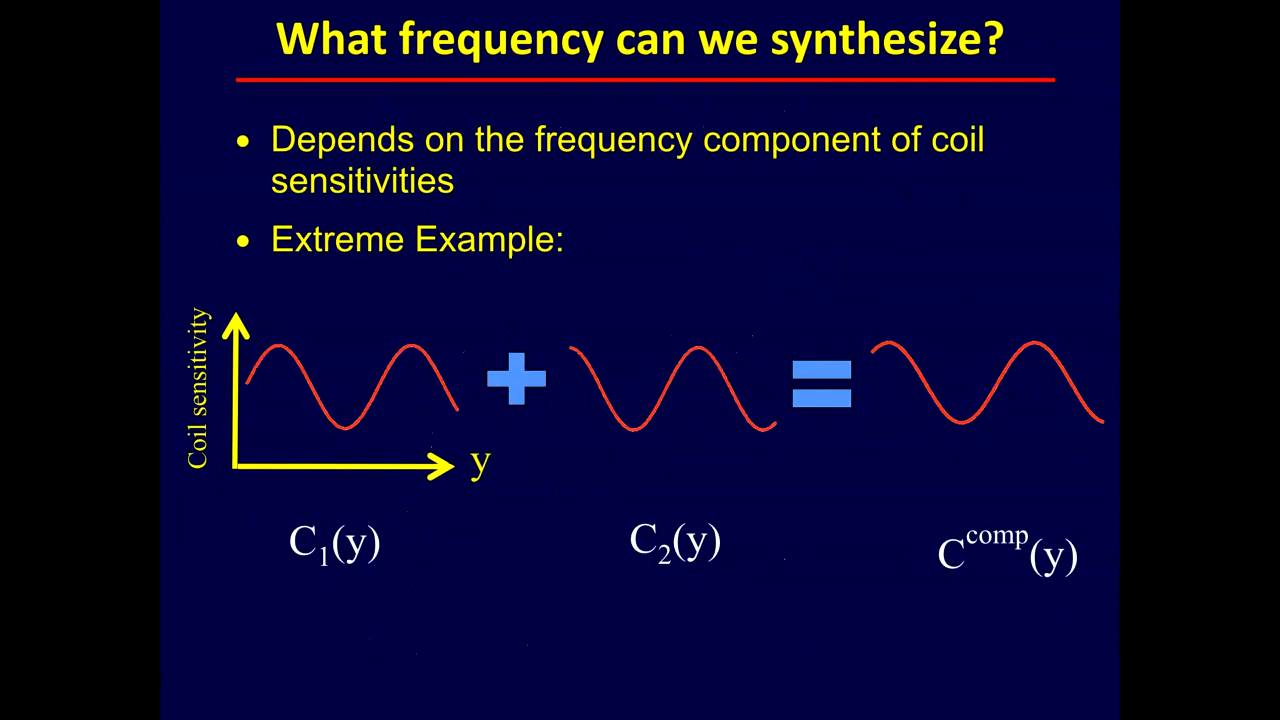 What frequency can we synthesize?
• Depends on the frequency component of coil
sensitivities
• Extreme Example:
Coil sensitivity
y
C₁(y)
C₂(y)
C^comp(y)